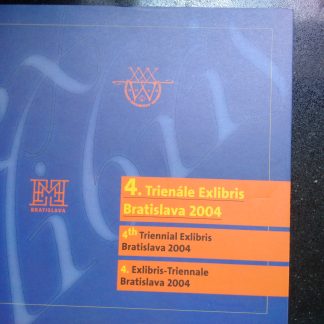 BRATISLAVA
4. Trienále Exlibris
Bratislava 2004
4th Triennial Exlibris
Bratislava 2004
4. Exlibris-Triennale
Bratislava 2004